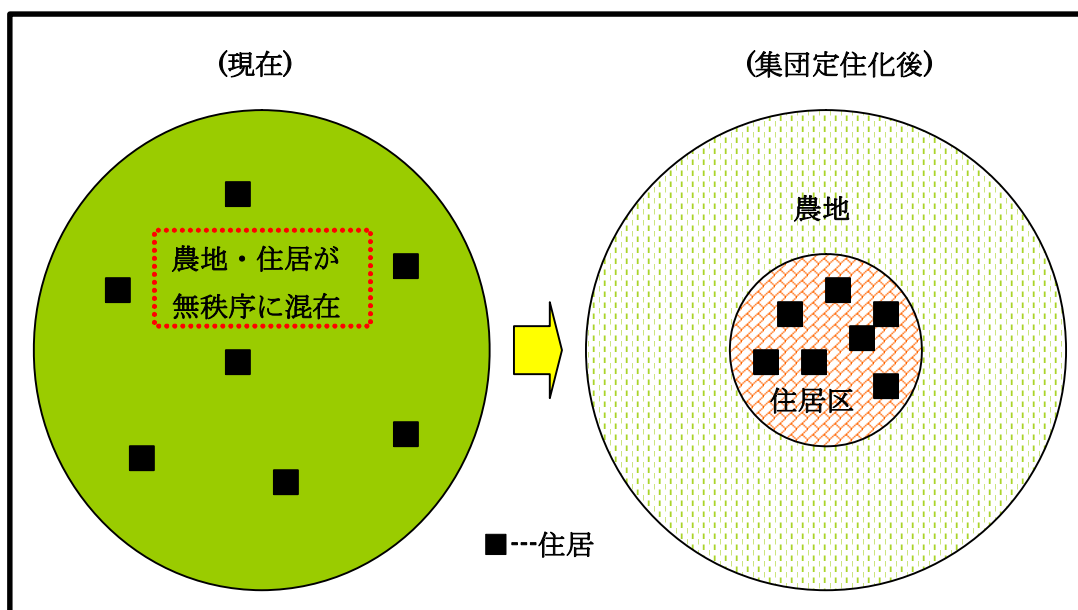 (現在)
(集団定住化後)
農地・住居が
無秩序に混在
農地
住居区
■---住居